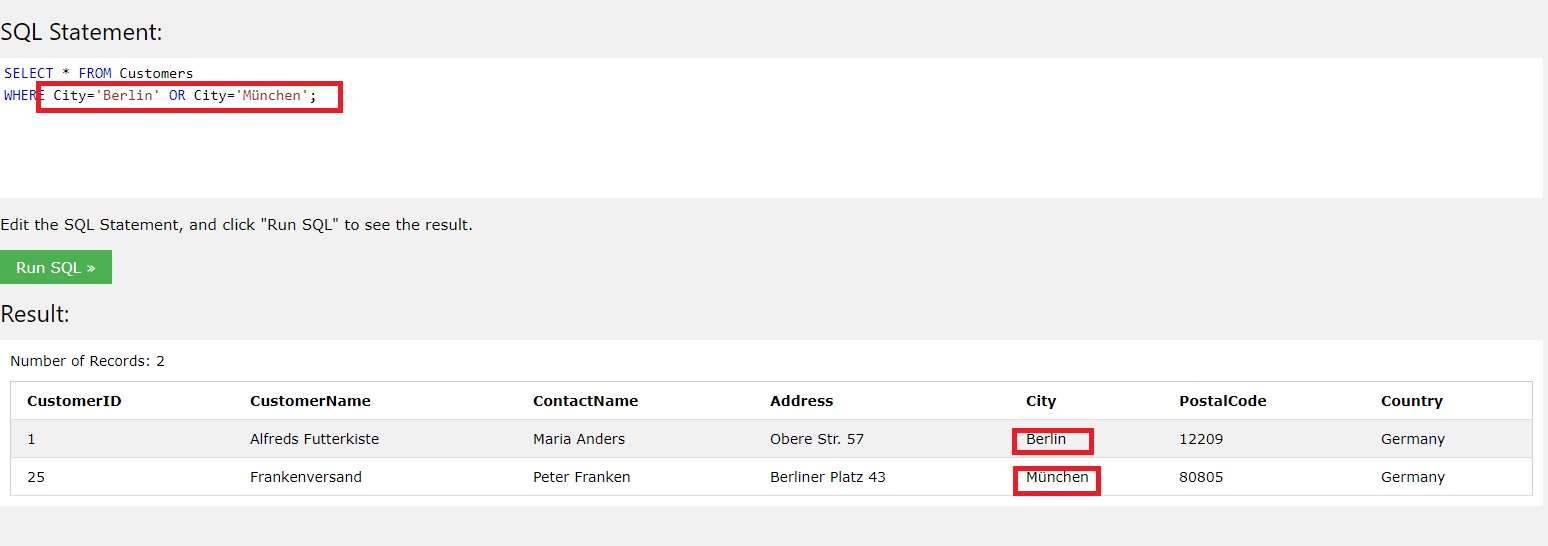 SQL Statement:
SELECT * FROM Customers
WHERE City='Berlin' OR City='München';
Edit the SQL Statement, and click "Run SQL" to see the result.
Run SQL »
Result:
Number of Records: 2
CustomerID CustomerName ContactName Address City PostalCode Country
1 Alfreds Futterkiste Maria Anders Obere Str. 57 Berlin 12209 Germany
25 Frankenversand Peter Franken Berliner Platz 43 München 80805 Germany